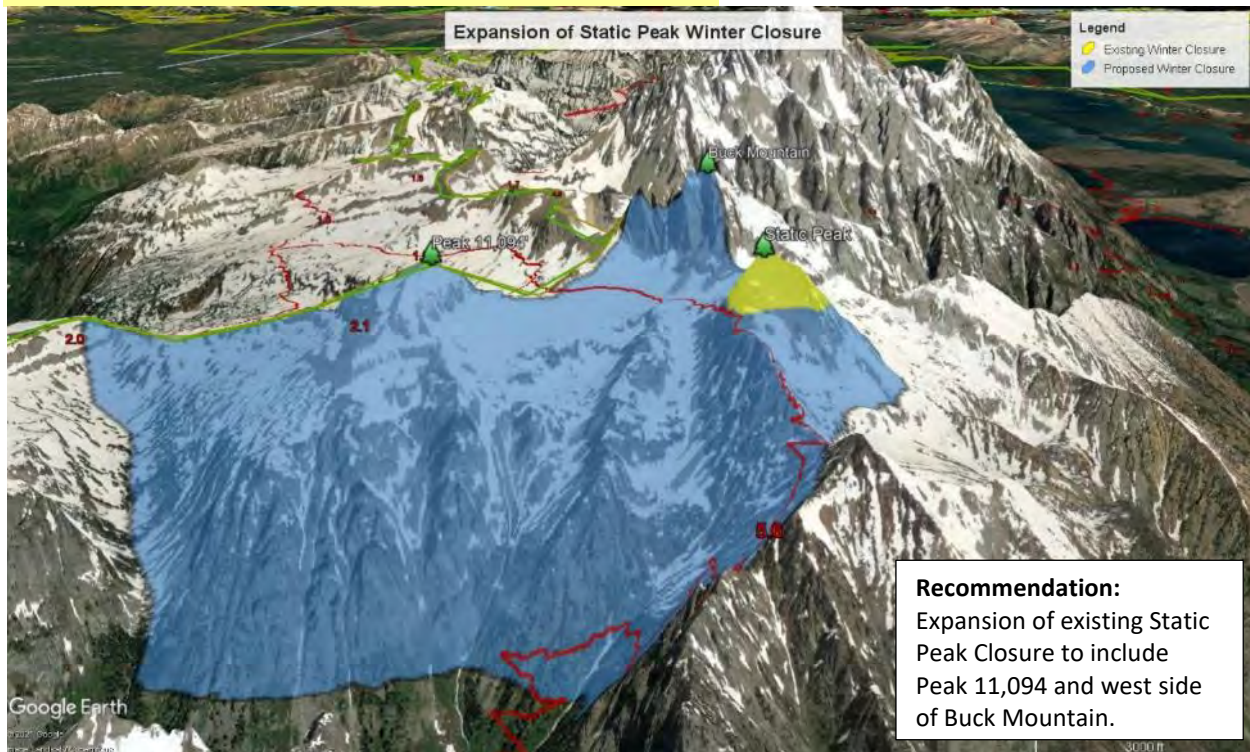 Expansion of Static Peak Winter Closure
Legend
Existing Winter Closure
Proposed Winter Closure
Buck Mountain
Static Peak
Peak 11,094'
2.0
2.1
5.8
Recommendation:
Expansion of existing Static
Peak Closure to include
Peak 11,094 and west side
of Buck Mountain.
Google Earth
3000 ft